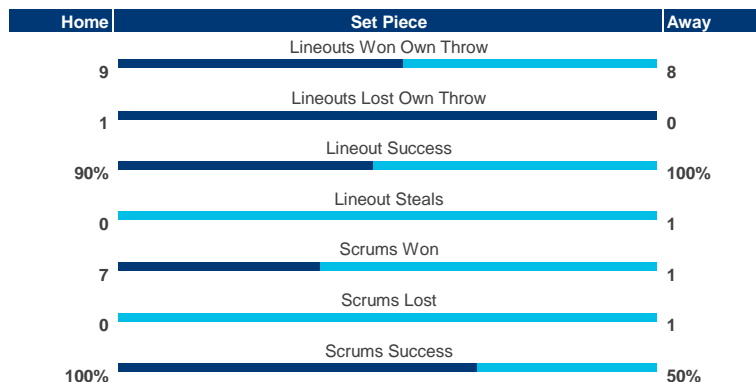 Home Set Piece Away
Lineouts Won Own Throw
9 8
Lineouts Lost Own Throw
1 0
Lineout Success
90% 100%
Lineout Steals
0 1
Scrums Won
7 1
Scrums Lost
0 1
Scrums Success
100% 50%